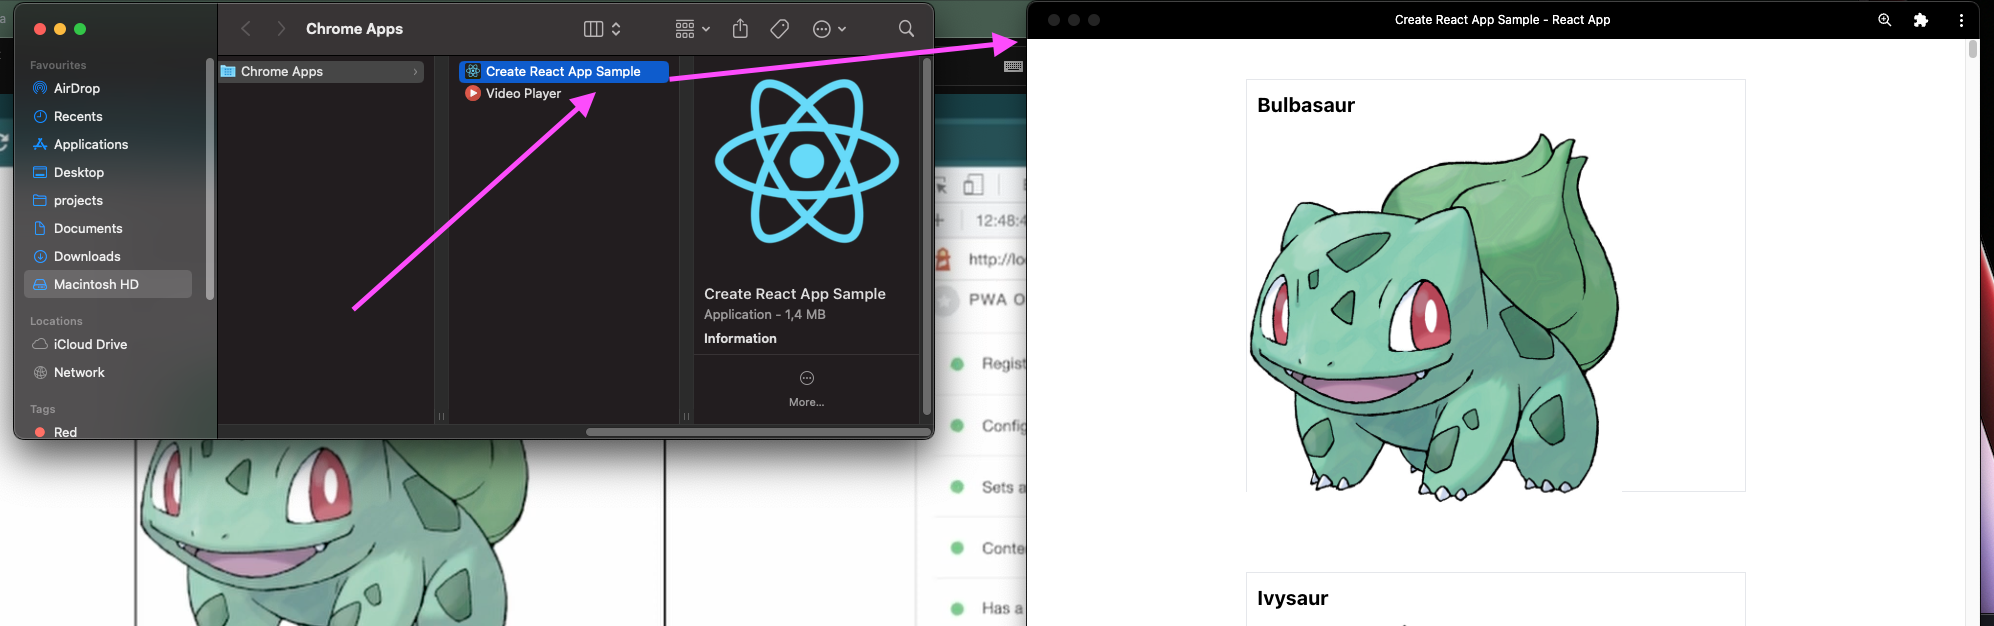 Chrome Apps
Favourites
AirDrop
Recents
Applications
Desktop
projects
Documents
Downloads
Macintosh HD
Locations
iCloud Drive
Network
Tags
Red
Chrome Apps
Create React App Sample
Video Player
Create React App Sample
Application - 1,4 MB
Information
More...
12:48:4
http://lo
PWA O
Regist
Config
Sets a
Conte
Has a
Create React App Sample - React App
Bulbasaur
Ivysaur